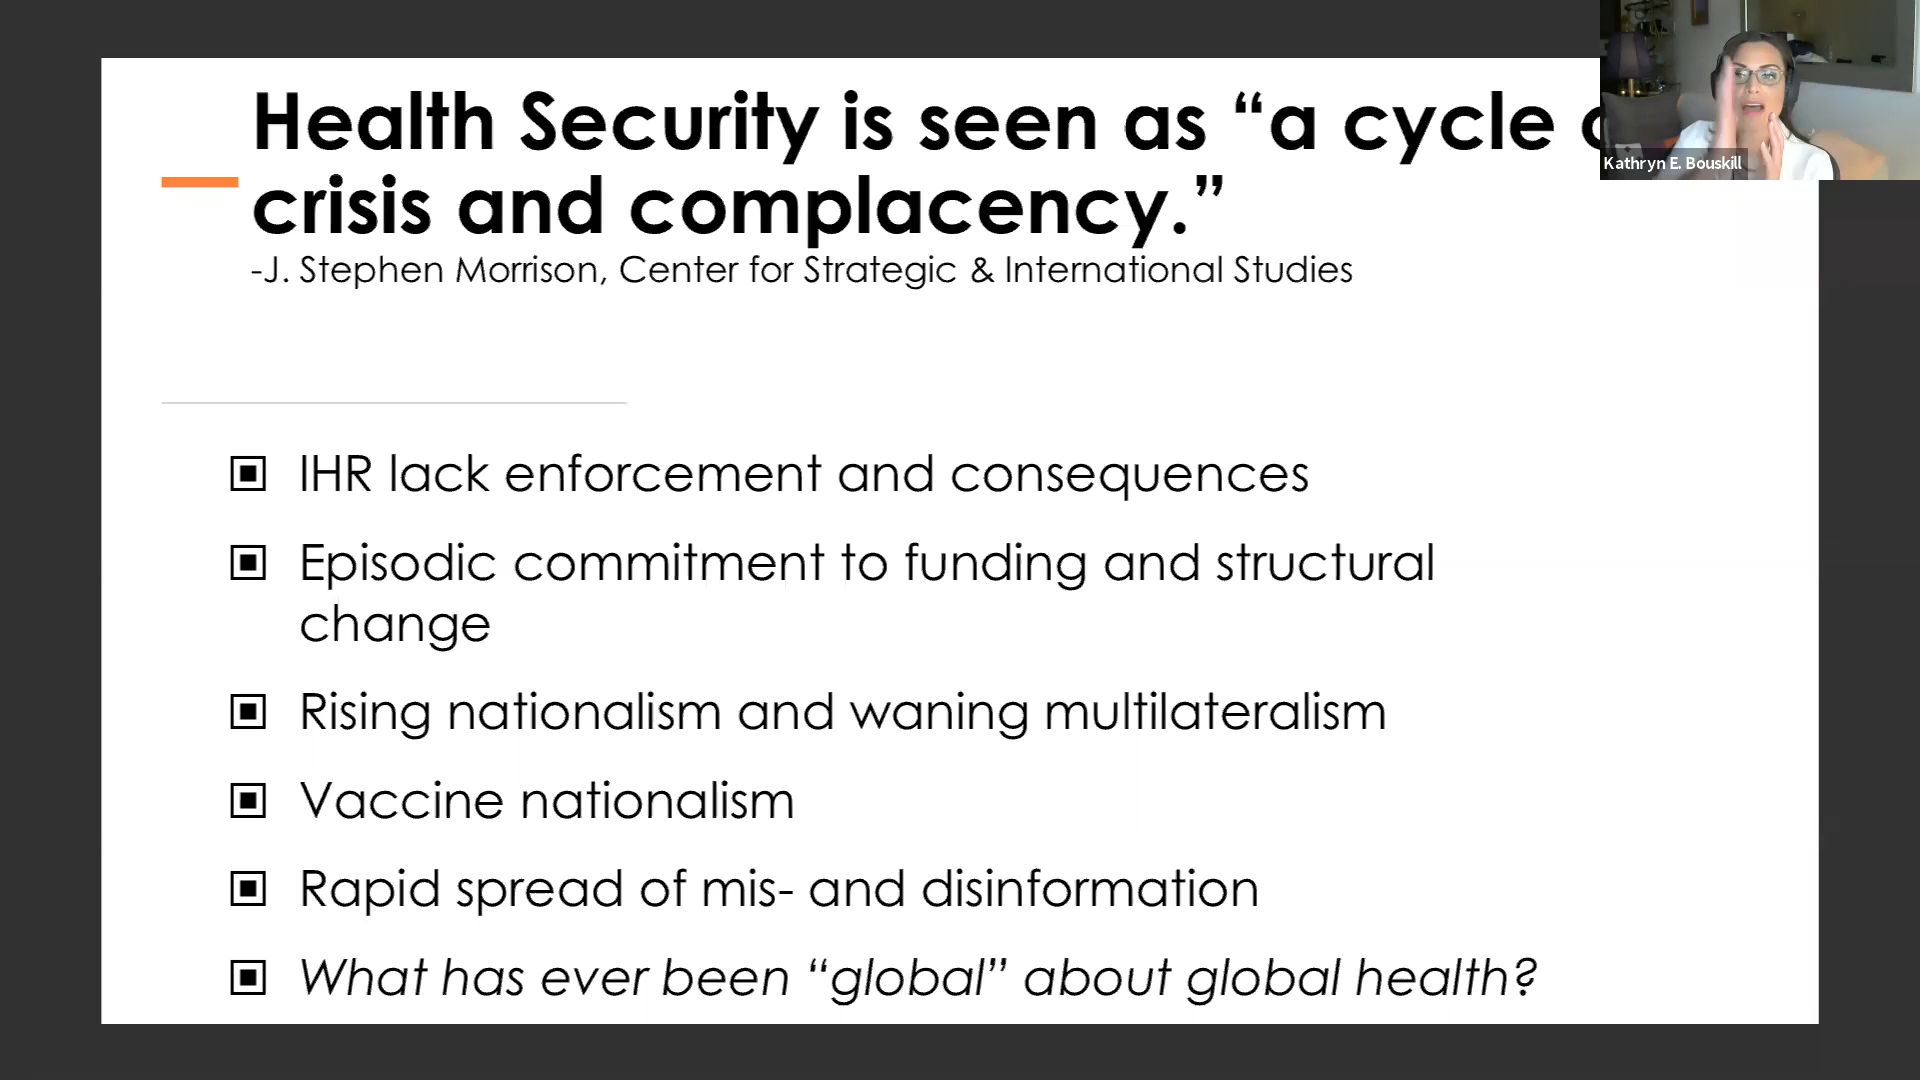 Health Security is seen as “a cycle
crisis and complacency.”
-J. Stephen Morrison, Center for Strategic & International Studies
Kathryn E. Bouskill
IHR lack enforcement and consequences
Episodic commitment to funding and structural
change
Rising nationalism and waning multilateralism
Vaccine nationalism
Rapid spread of mis- and disinformation
What has ever been “global” about global health?